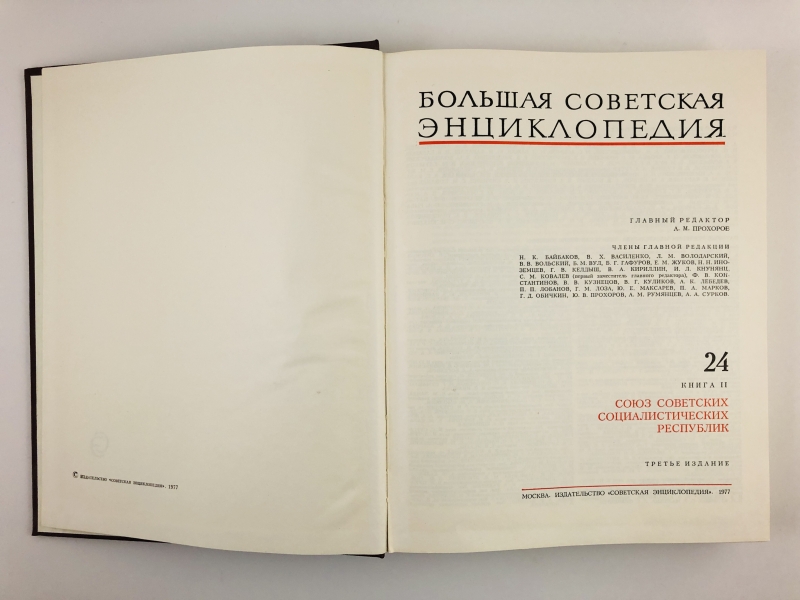 © ИЗДАТЕЛЬСТВО «СОВЕТСКАЯ ЭНЦИКЛОПЕДИЯ», 1977
БОЛЬШАЯ СОВЕТСКАЯ
ЭНЦИКЛОПЕДИЯ
ГЛАВНЫЙ РЕДАКТОР
А. М. ПРОХОРОВ
ЧЛЕНЫ ГЛАВНОЙ РЕДАКЦИИ
Н. К. БАЙБАКОВ, В. Х. ВАСИЛЕНКО, Л. М. ВОЛОДАРСКИЙ,
В. В. ВОЛЬСКИЙ, Б. М. ВУЛ, Б. Г. ГАФУРОВ, Е. М. ЖУКОВ, Н. Н. ИНО-
ЗЕМЦЕВ, Г. В. КЕЛДЫШ, В. А. КИРИЛЛИН, И. Л. КНУНЯНЦ,
С. М. КОВАЛЕВ (первый заместитель главного редактора), Ф. В. КОН-
СТАНТИНОВ, В. В. КУЗНЕЦОВ, В. Г. КУЛИКОВ, А. К. ЛЕБЕДЕВ,
П. П. ЛОБАНОВ, Г. М. ЛОЗА, Ю. Е. МАКСАРЕВ, П. А. МАРКОВ,
Г. Д. ОБИЧКИН, Ю. В. ПРОХОРОВ, А. М. РУМЯНЦЕВ, А. А. СУРКОВ.
24
КНИГА II
СОЮЗ СОВЕТСКИХ
СОЦИАЛИСТИЧЕСКИХ
РЕСПУБЛИК
ТРЕТЬЕ ИЗДАНИЕ
МОСКВА. ИЗДАТЕЛЬСТВО «СОВЕТСКАЯ ЭНЦИКЛОПЕДИЯ». 1977